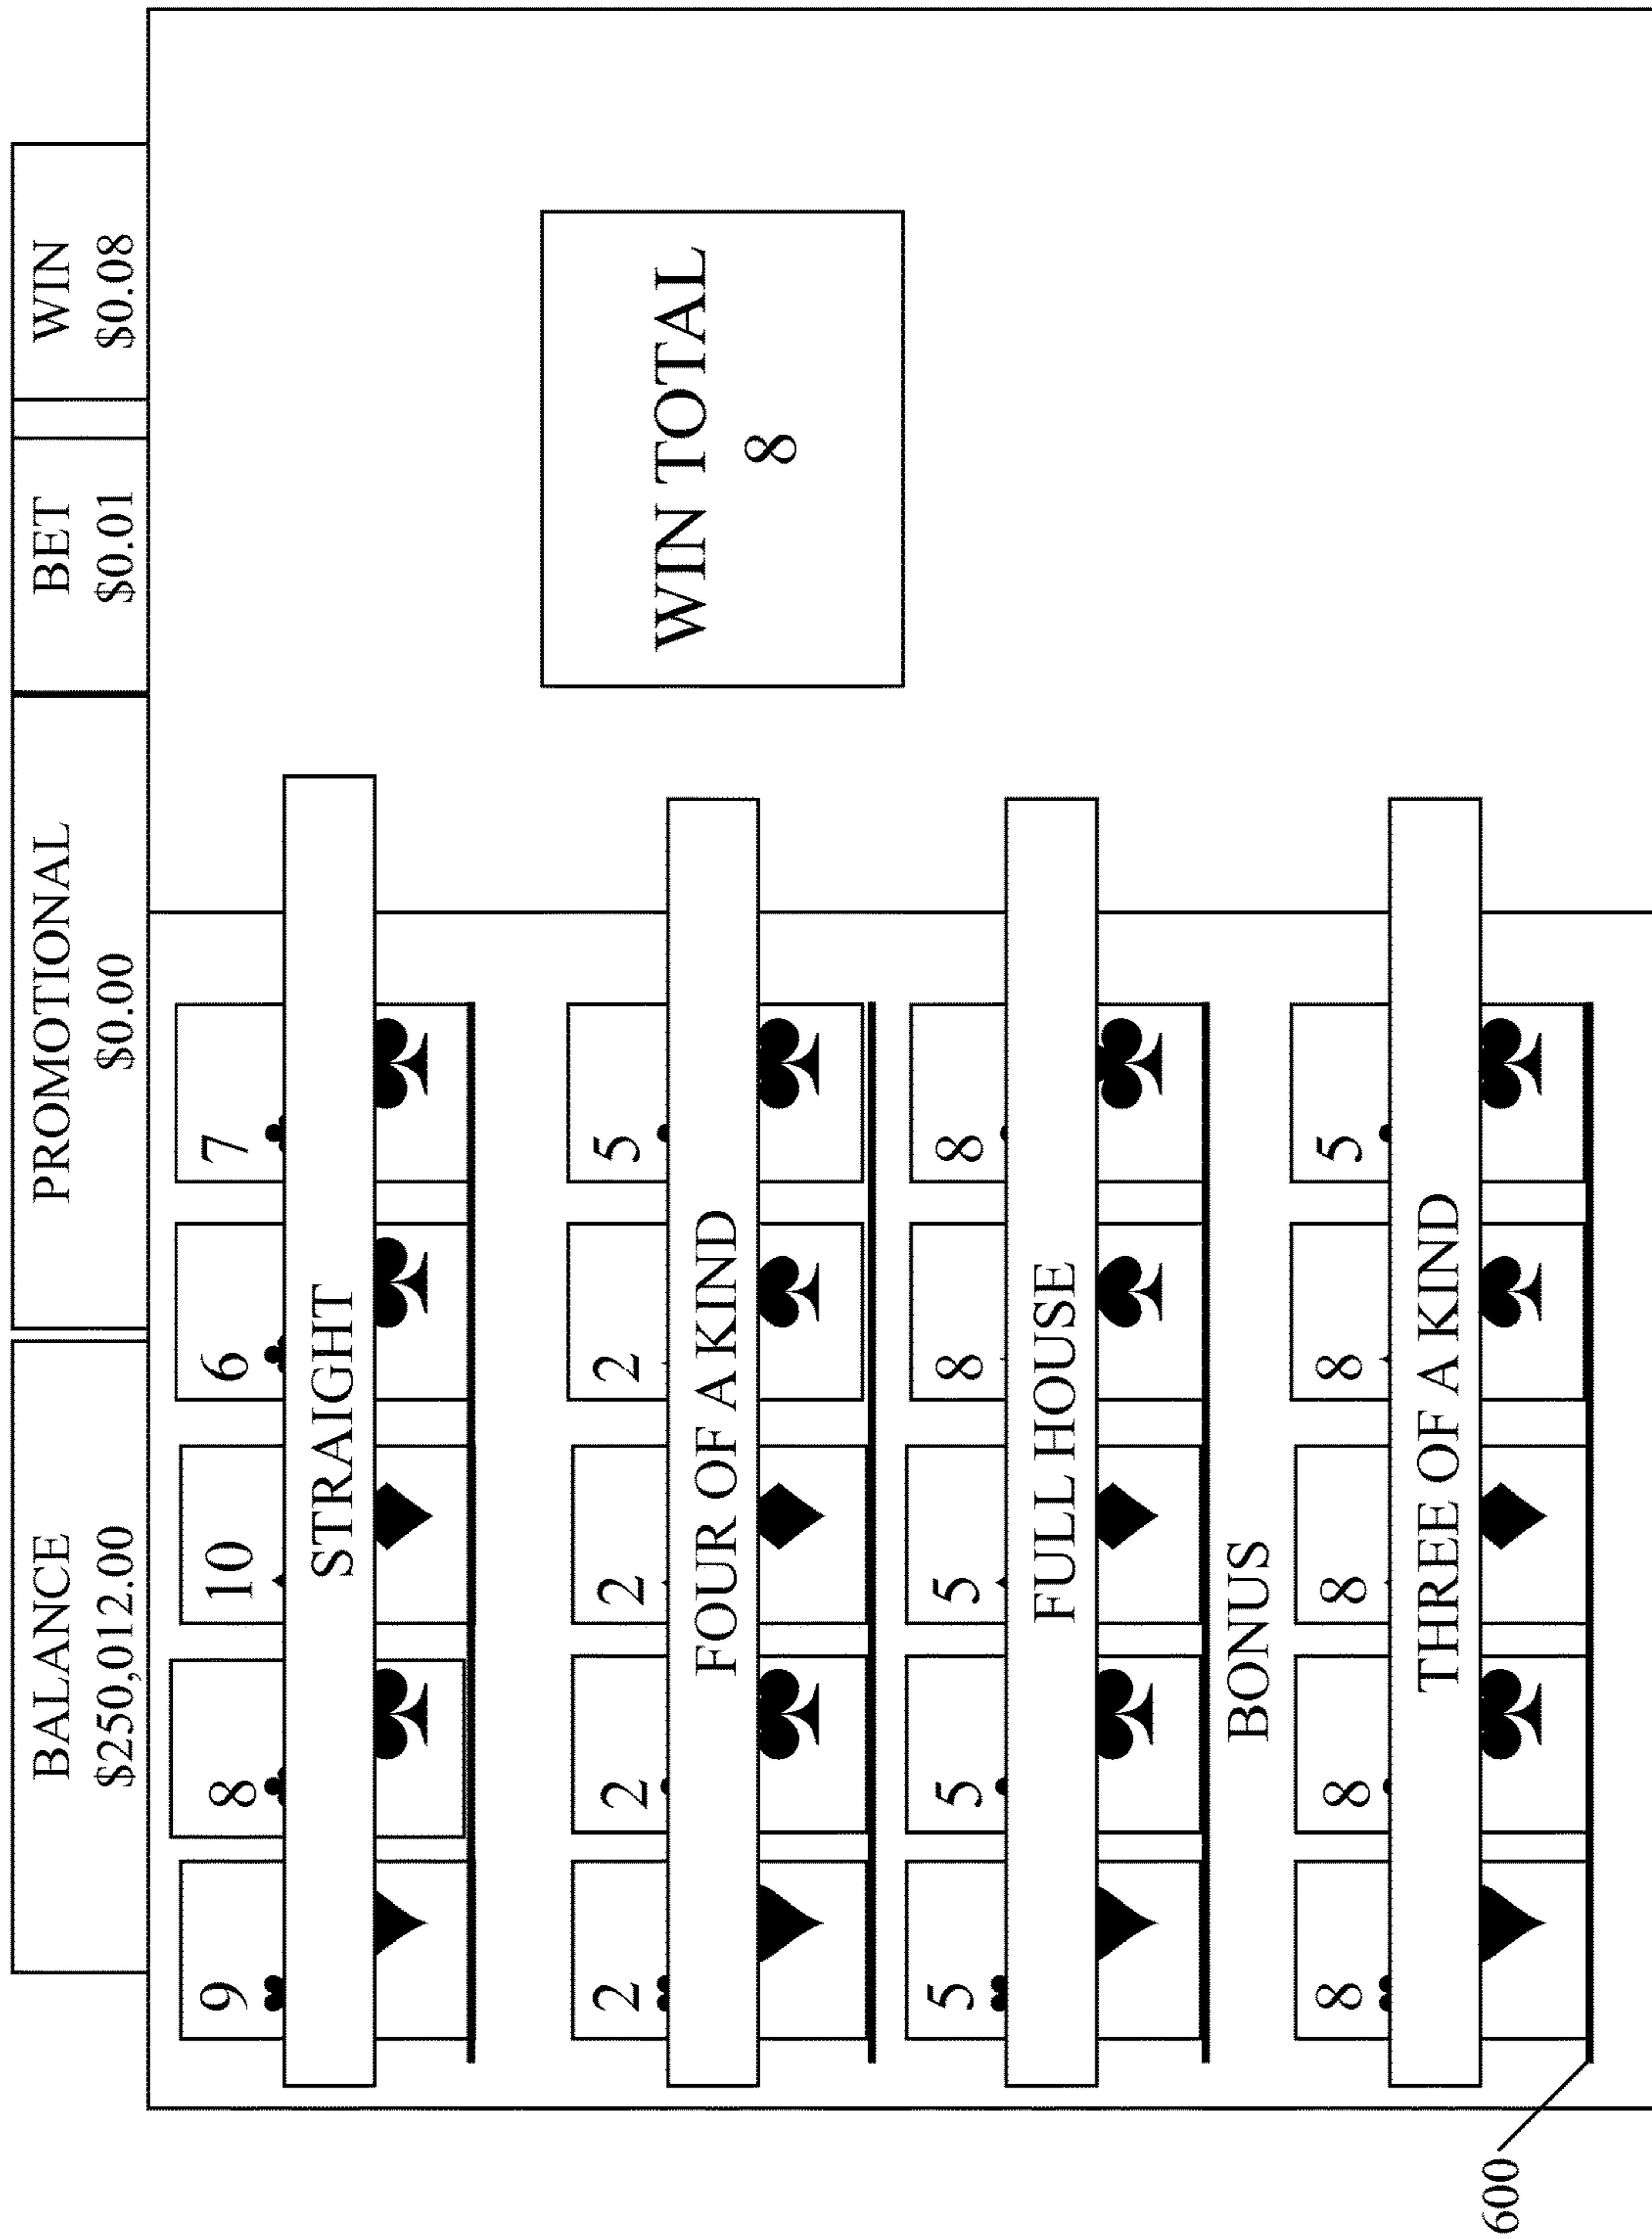 BALANCE
$250,012.00
PROMOTIONAL
$0.00
BET
$0.01
WIN
$0.08
9 8 10 6 7
STRAIGHT
2 2 2 2 5
FOUR OF A KIND
WIN TOTAL
8
5 5 5 8 8
FULL HOUSE
BONUS
8 8 8 8 5
THREE OF A KIND
600